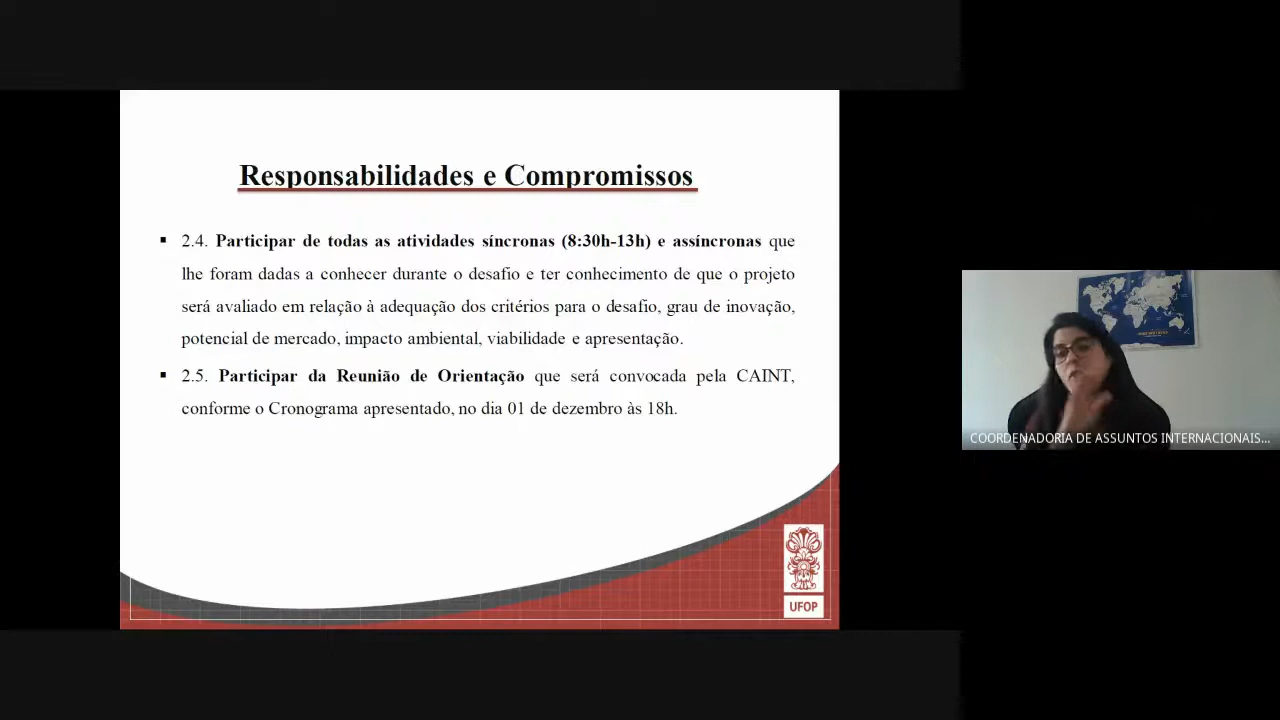 Responsabilidades e Compromissos
▪ 2.4. Participar de todas as atividades síncronas (8:30h-13h) e assíncronas que
lhe foram dadas a conhecer durante o desafio e ter conhecimento de que o projeto
será avaliado em relação à adequação dos critérios para o desafio, grau de inovação,
potencial de mercado, impacto ambiental, viabilidade e apresentação.
▪ 2.5. Participar da Reunião de Orientação que será convocada pela CAINT,
conforme o Cronograma apresentado, no dia 01 de dezembro às 18h.
UFOP
COORDENADORIA DE ASSUNTOS INTERNACIONAIS...